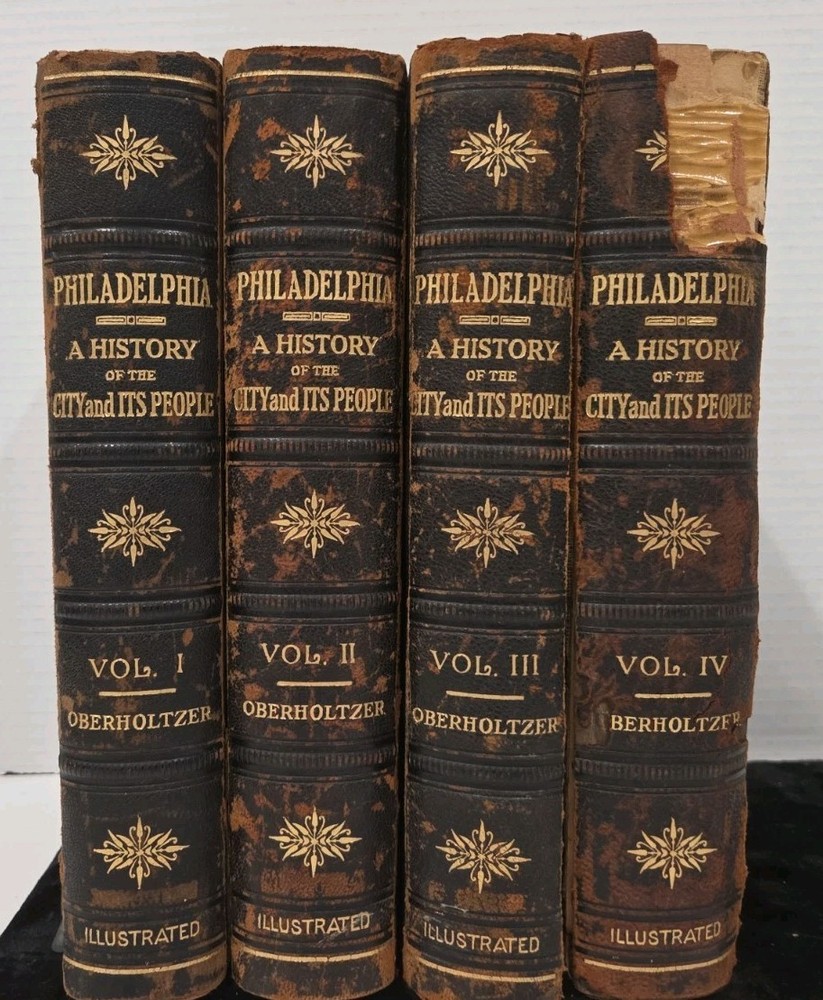 PHILADELPHIA
A HISTORY
OF THE
CITY and ITS PEOPLE
VOL. I
OBERHOLTZER
ILLUSTRATED
PHILADELPHIA
A HISTORY
OF THE
CITY and ITS PEOPLE
VOL. II
OBERHOLTZER
ILLUSTRATED
PHILADELPHIA
A HISTORY
OF THE
CITY and ITS PEOPLE
VOL. III
OBERHOLTZER
ILLUSTRATED
PHILADELPHIA
A HISTORY
OF THE
CITY and ITS PEOPLE
VOL. IV
BERHOLTZER
ILLUSTRATED